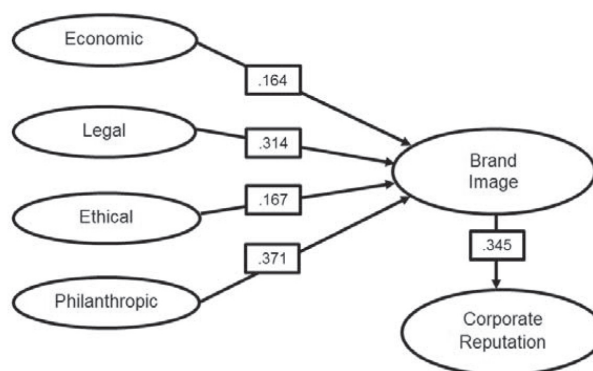 Economic
.164
Legal
.314
Brand
Image
Ethical
.167
.371
.345
Philanthropic
Corporate
Reputation